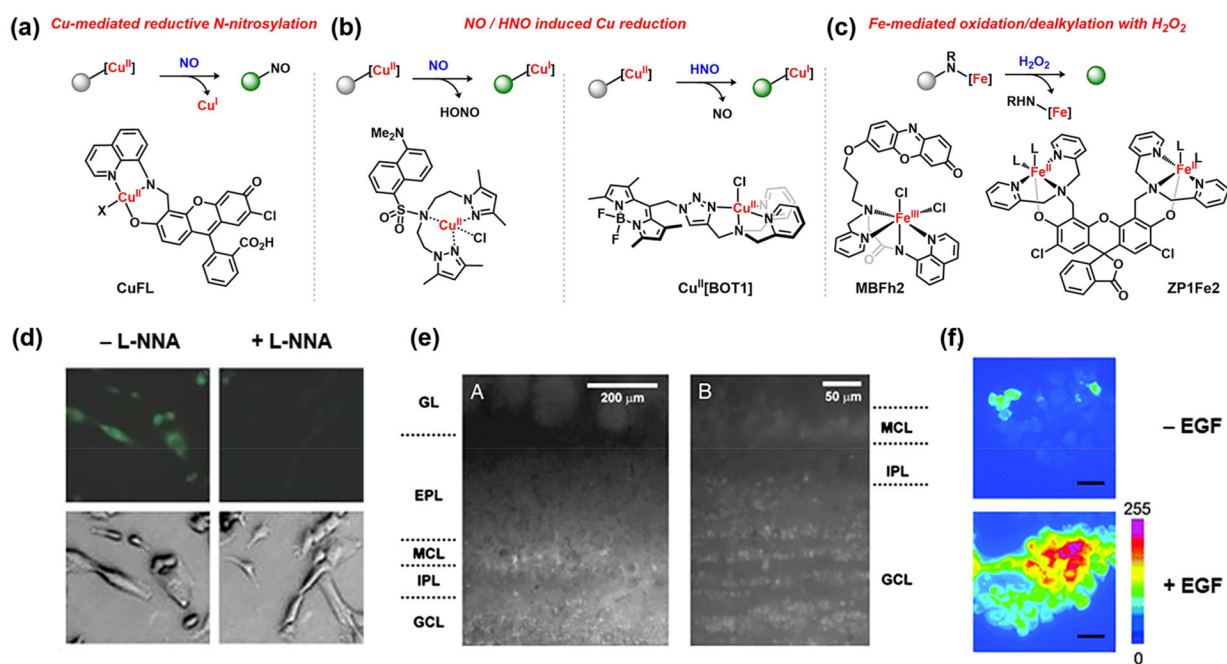 (a) Cu-mediated reductive N-nitrosylation
[Cuᴵᴵ]
NO
NO
Cuᴵ
N
N
Cuᴵᴵ
X
O
O
O
Cl
CO₂H
CuFL
(b) NO / HNO induced Cu reduction
[Cuᴵᴵ]
NO
[Cuᴵ]
HONO
Me₂N
O
S
O
N
N
N
Cuᴵᴵ
Cl
N
N
[Cuᴵᴵ]
HNO
[Cuᴵ]
NO
N
N
F
B
F
N
N
N
Cl
Cuᴵᴵ
N
N
N
Cuᴵᴵ[BOT1]
(c) Fe-mediated oxidation/dealkylation with H₂O₂
R
N
[Fe]
H₂O₂
RHN
[Fe]
N
O
O
O
Cl
N
Feᴵᴵᴵ
Cl
N
N
N
O
MBFh2
L
L
Feᴵᴵ
N
N
N
O
O
O
L
L
Feᴵᴵ
N
N
N
Cl
Cl
O
O
ZP1Fe2
(d) – L-NNA + L-NNA
(e)
A
200 μm
GL
EPL
MCL
IPL
GCL
B
50 μm
MCL
IPL
GCL
(f)
– EGF
255
+ EGF
0